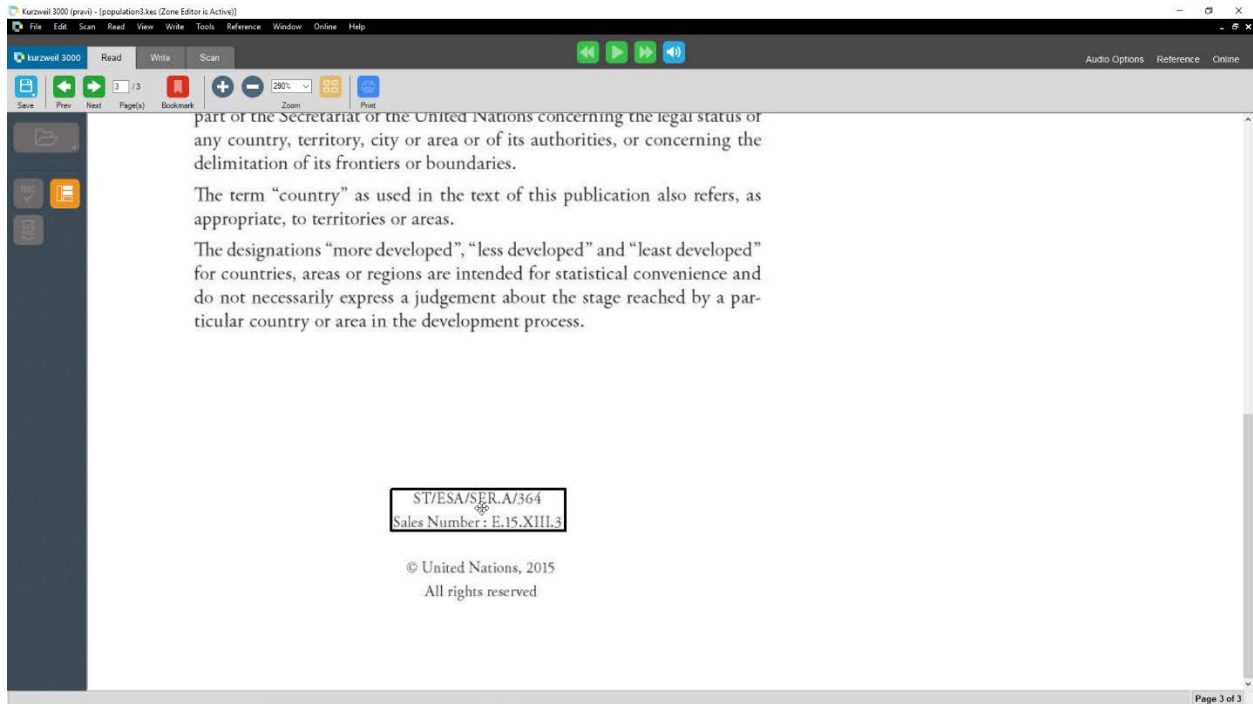 Kurzweil 3000 (pravi) - [population3.kes (Zone Editor is Active)]
File Edit Scan Read View Write Tools Reference Window Online Help
kurzweil 3000 Read Write Scan
Audio Options Reference Online
3 /3 290%
Save Prev Next Page(s) Bookmark Zoom Print
part of the Secretariat of the United Nations concerning the legal status of
any country, territory, city or area or of its authorities, or concerning the
delimitation of its frontiers or boundaries.
The term “country” as used in the text of this publication also refers, as
appropriate, to territories or areas.
The designations “more developed”, “less developed” and “least developed”
for countries, areas or regions are intended for statistical convenience and
do not necessarily express a judgement about the stage reached by a par-
ticular country or area in the development process.
ST/ESA/SER.A/364
Sales Number : E.15.XIII.3
© United Nations, 2015
All rights reserved
Page 3 of 3